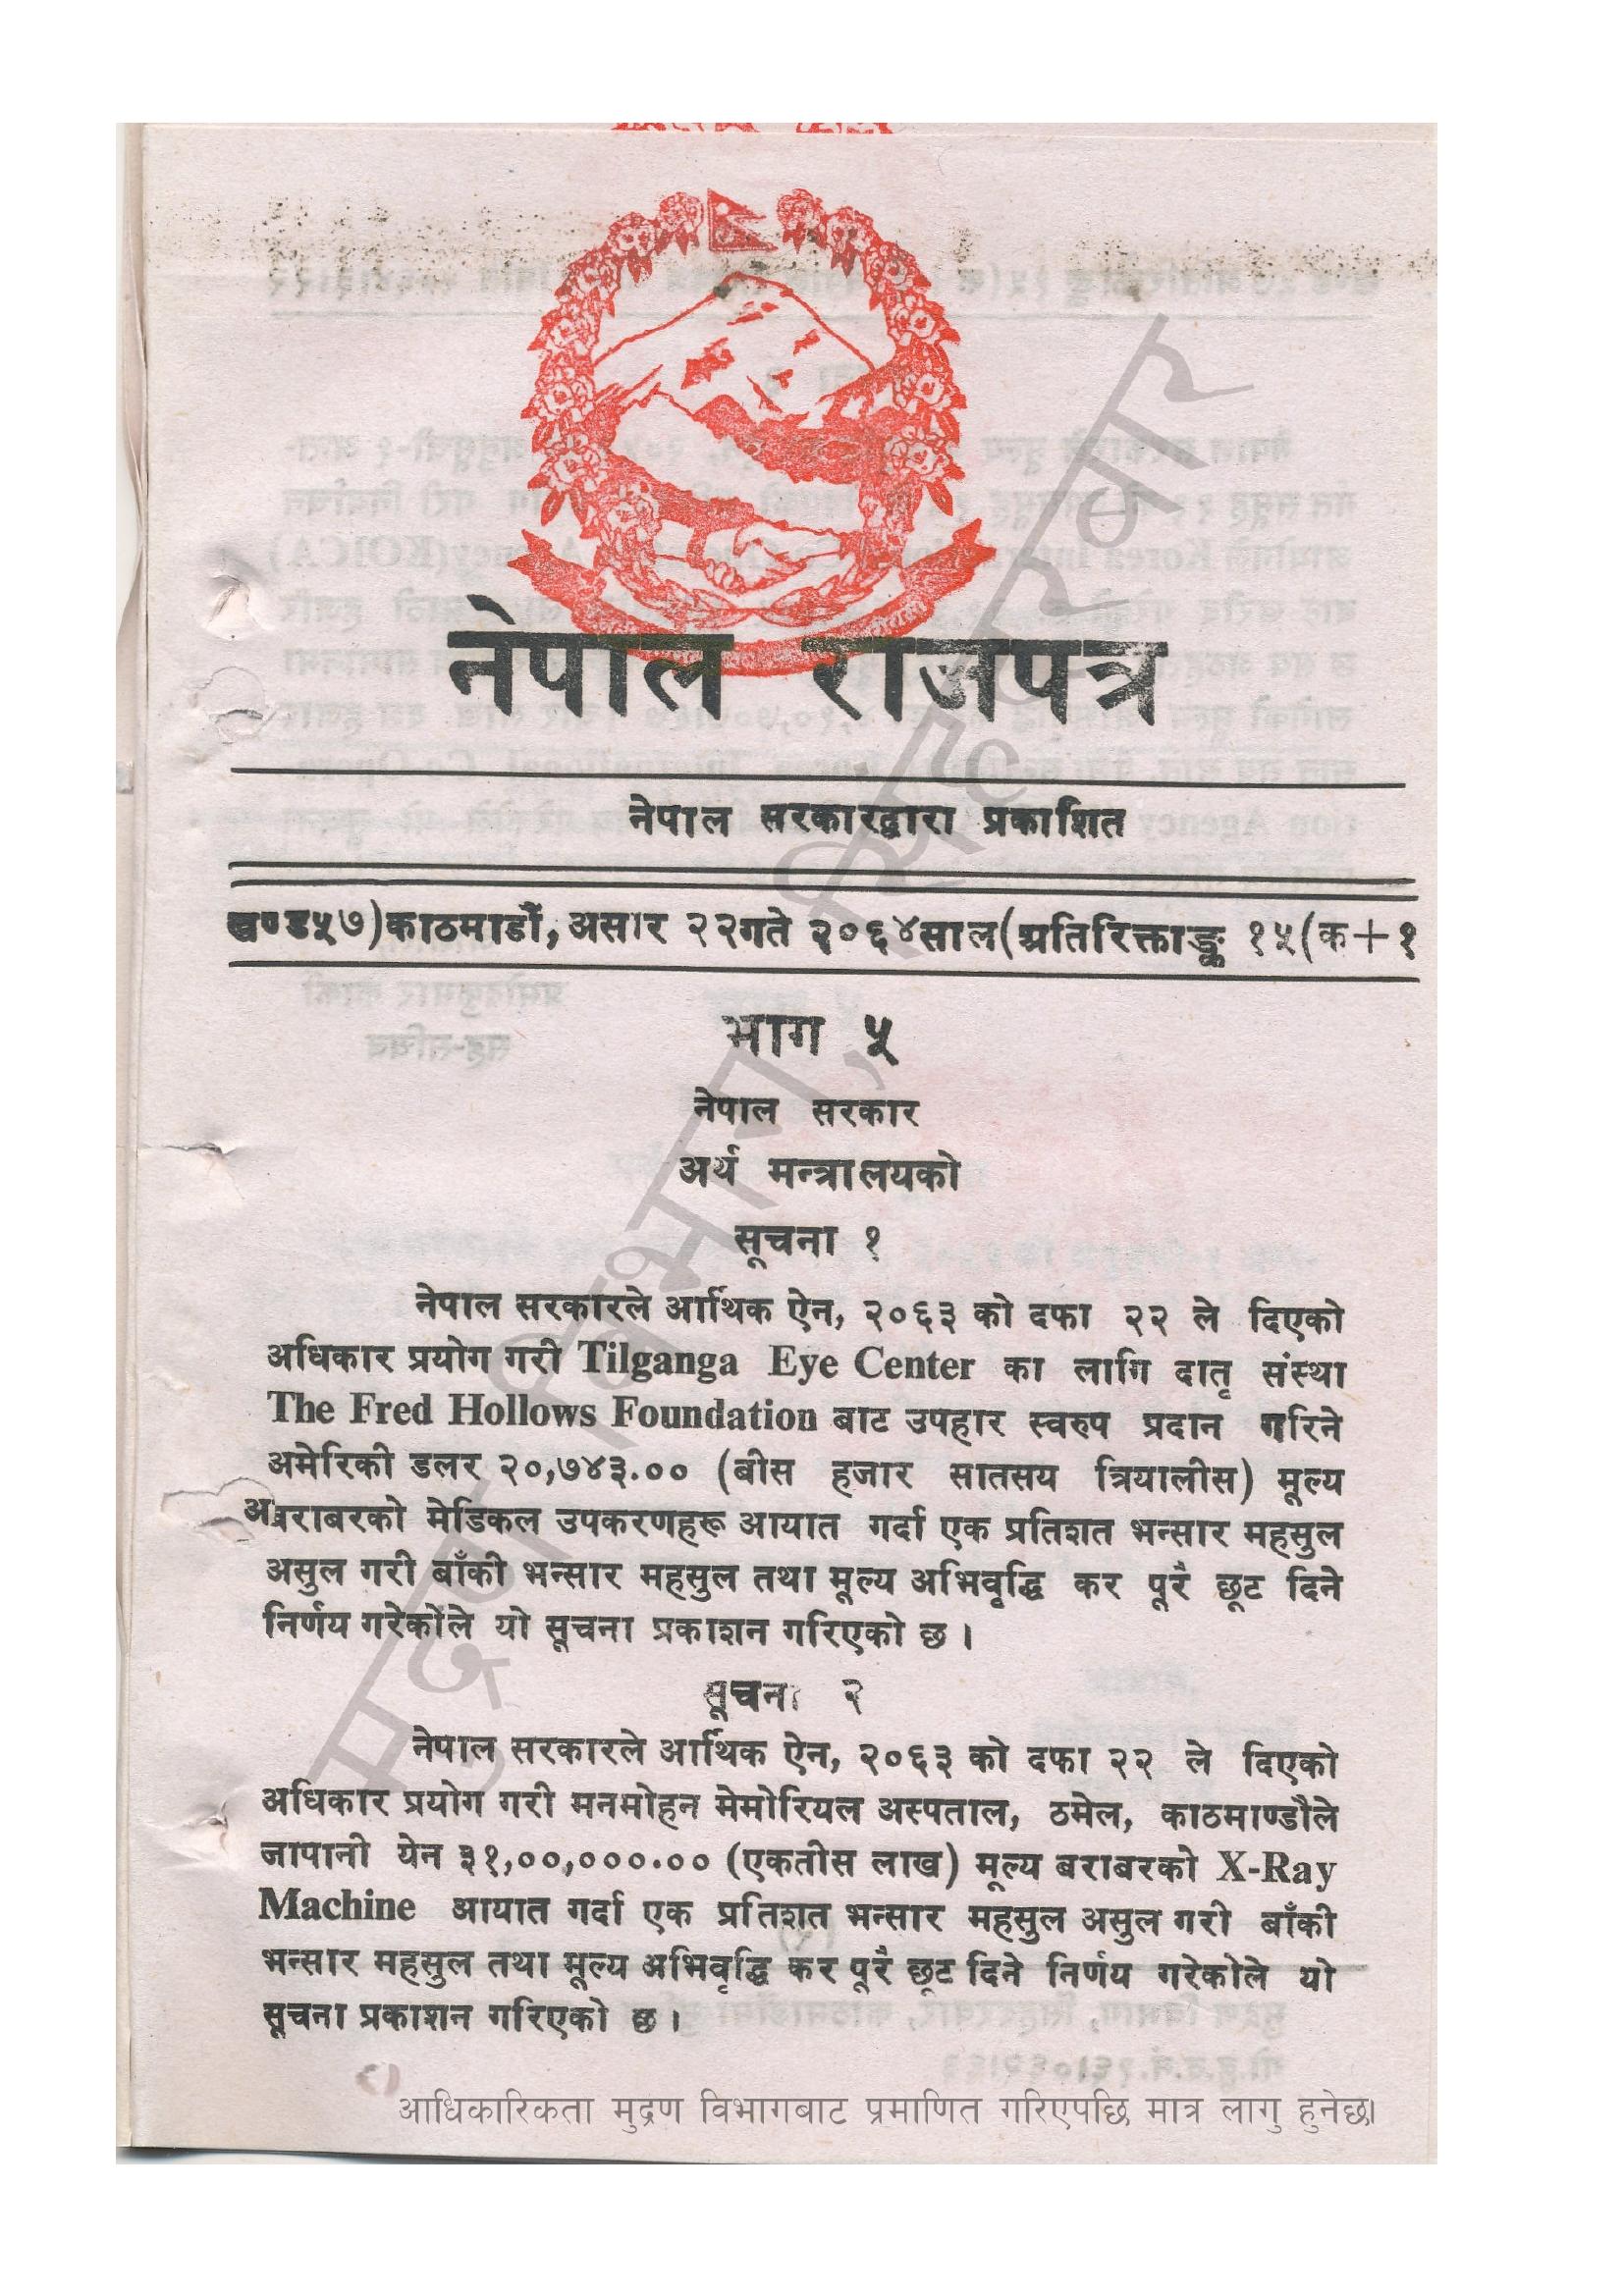 नेपाल राजपत्र
नेपाल सरकारद्वारा प्रकाशित
खण्ड५७)काठमाडौं, असार २२गते २०६४साल(अतिरिक्ताङ्क १५(क+१
भाग ५
नेपाल सरकार
अर्थ मन्त्रालयको
सूचना १
नेपाल सरकारले आर्थिक ऐन, २०६३ को दफा २२ ले दिएको
अधिकार प्रयोग गरी Tilganga Eye Center का लागि दातृ संस्था
The Fred Hollows Foundation बाट उपहार स्वरुप प्रदान गरिने
अमेरिकी डलर २०,७४३.०० (बीस हजार सातसय त्रियालीस) मूल्य
अबराबरको मेडिकल उपकरणहरू आयात गर्दा एक प्रतिशत भन्सार महसुल
असुल गरी बाँकी भन्सार महसुल तथा मूल्य अभिवृद्धि कर पूरै छूट दिने
निर्णय गरेकोले यो सूचना प्रकाशन गरिएको छ ।
सूचना २
नेपाल सरकारले आर्थिक ऐन, २०६३ को दफा २२ ले दिएको
अधिकार प्रयोग गरी मनमोहन मेमोरियल अस्पताल, ठमेल, काठमाण्डौले
जापानी येन ३१,००,०००.०० (एकतीस लाख) मूल्य बराबरको X-Ray
Machine आयात गर्दा एक प्रतिशत भन्सार महसुल असुल गरी बाँकी
भन्सार महसुल तथा मूल्य अभिवृद्धि कर पूरै छूट दिने निर्णय गरेकोले यो
सूचना प्रकाशन गरिएको छ ।
आधिकारिकता मुद्रण विभागबाट प्रमाणित गरिएपछि मात्र लागु हुनेछ।
मुद्रण विभाग, सिंहदरबार